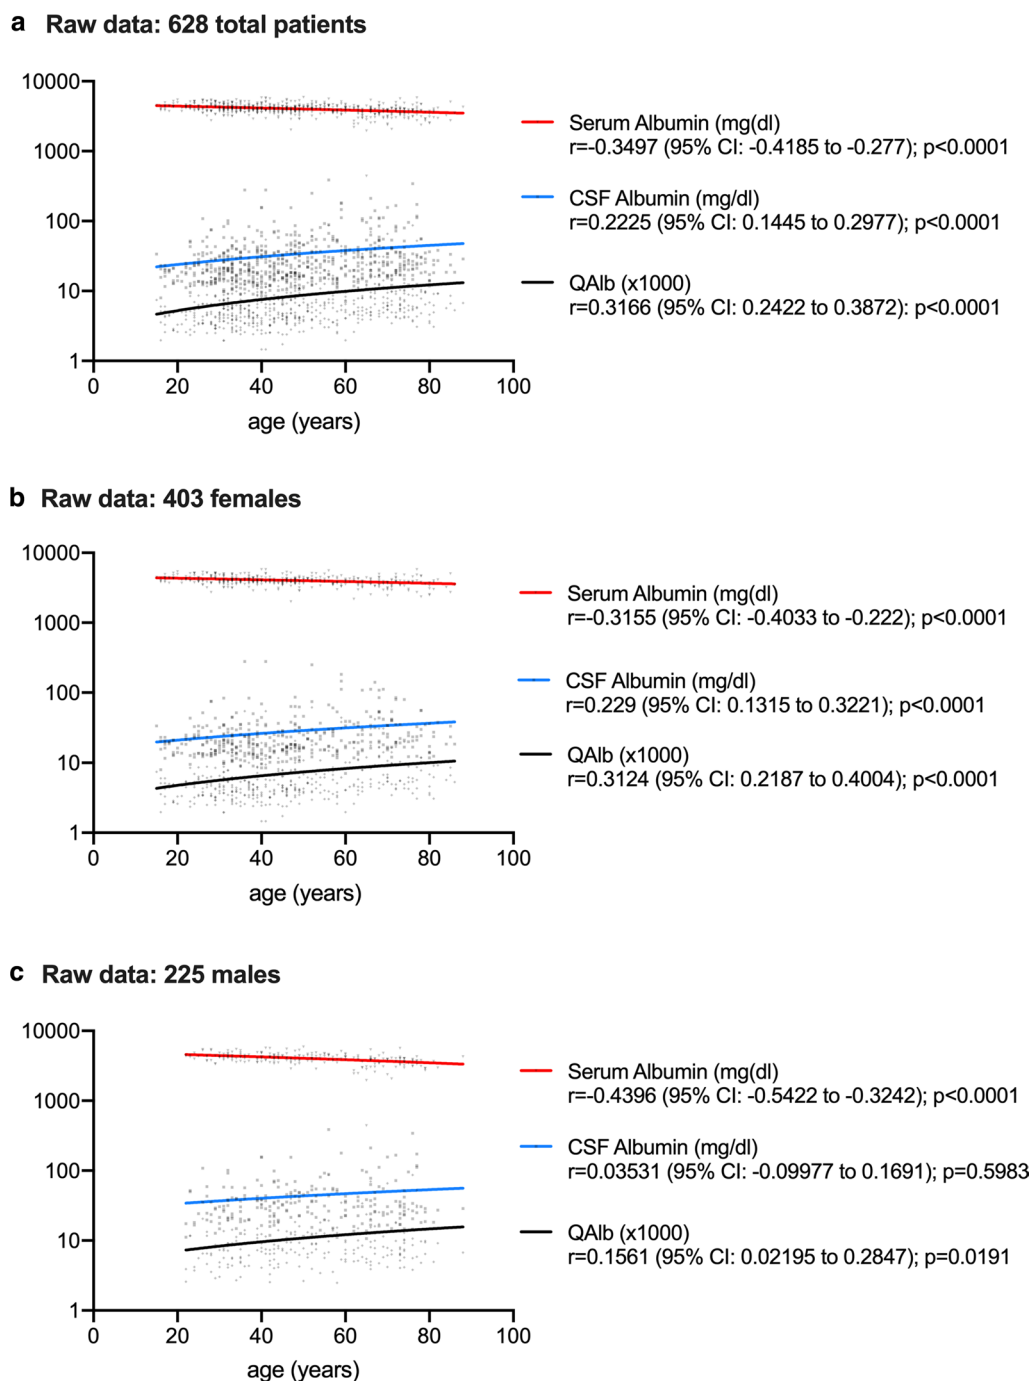 a Raw data: 628 total patients
10000
1000
100
10
1
0 20 40 60 80 100
age (years)
Serum Albumin (mg(dl)
r=-0.3497 (95% CI: -0.4185 to -0.277); p<0.0001
CSF Albumin (mg/dl)
r=0.2225 (95% CI: 0.1445 to 0.2977); p<0.0001
QAlb (x1000)
r=0.3166 (95% CI: 0.2422 to 0.3872): p<0.0001
b Raw data: 403 females
10000
1000
100
10
1
0 20 40 60 80 100
age (years)
Serum Albumin (mg(dl)
r=-0.3155 (95% CI: -0.4033 to -0.222); p<0.0001
CSF Albumin (mg/dl)
r=0.229 (95% CI: 0.1315 to 0.3221); p<0.0001
QAlb (x1000)
r=0.3124 (95% CI: 0.2187 to 0.4004); p<0.0001
c Raw data: 225 males
10000
1000
100
10
1
0 20 40 60 80 100
age (years)
Serum Albumin (mg(dl)
r=-0.4396 (95% CI: -0.5422 to -0.3242); p<0.0001
CSF Albumin (mg/dl)
r=0.03531 (95% CI: -0.09977 to 0.1691); p=0.5983
QAlb (x1000)
r=0.1561 (95% CI: 0.02195 to 0.2847); p=0.0191